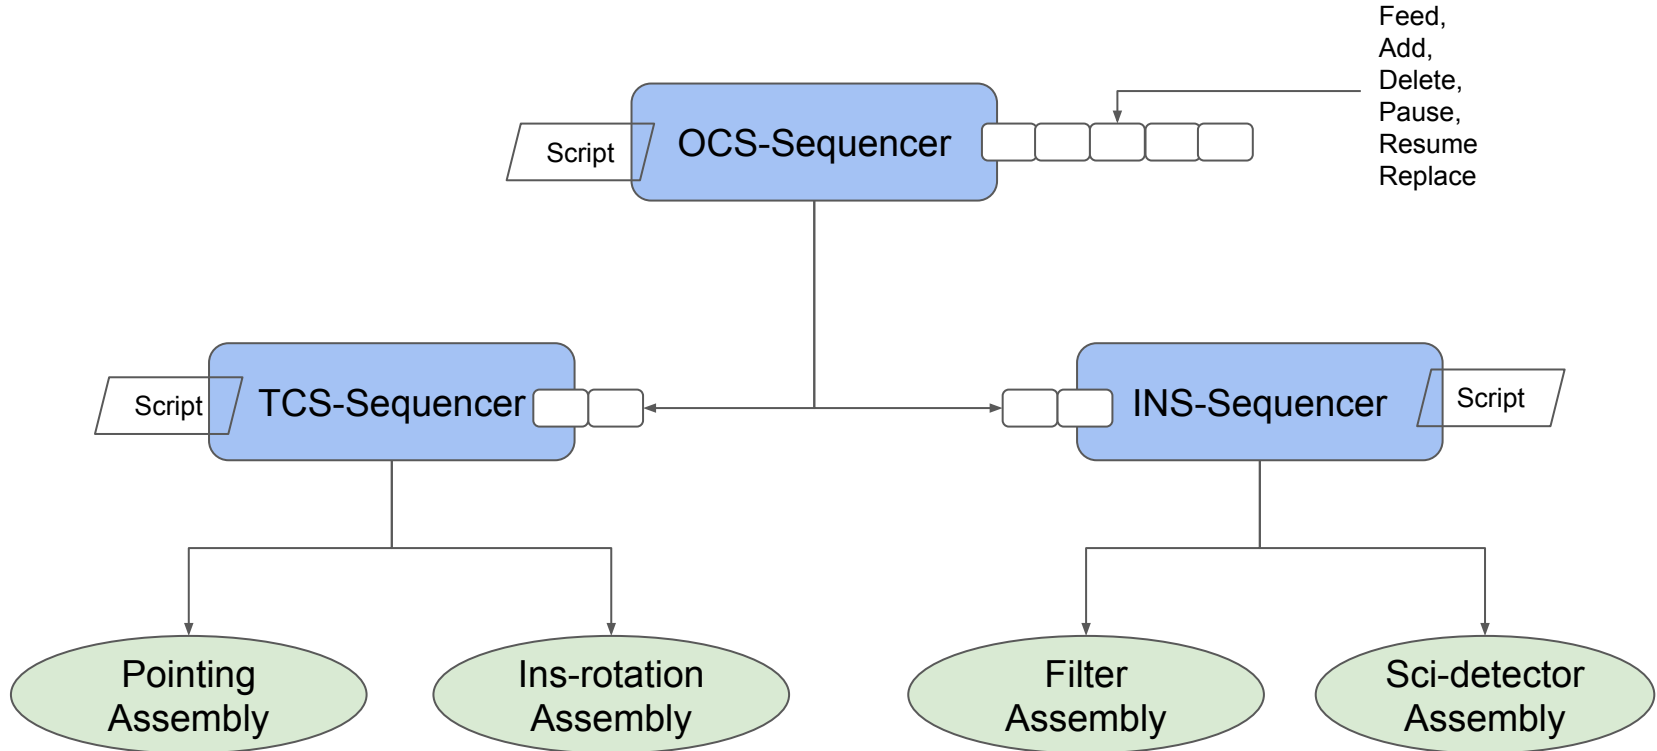 Feed,
Add,
Delete,
Pause,
Resume
Replace
Script
OCS-Sequencer
Script
TCS-Sequencer
INS-Sequencer
Script
Pointing
Assembly
Ins-rotation
Assembly
Filter
Assembly
Sci-detector
Assembly